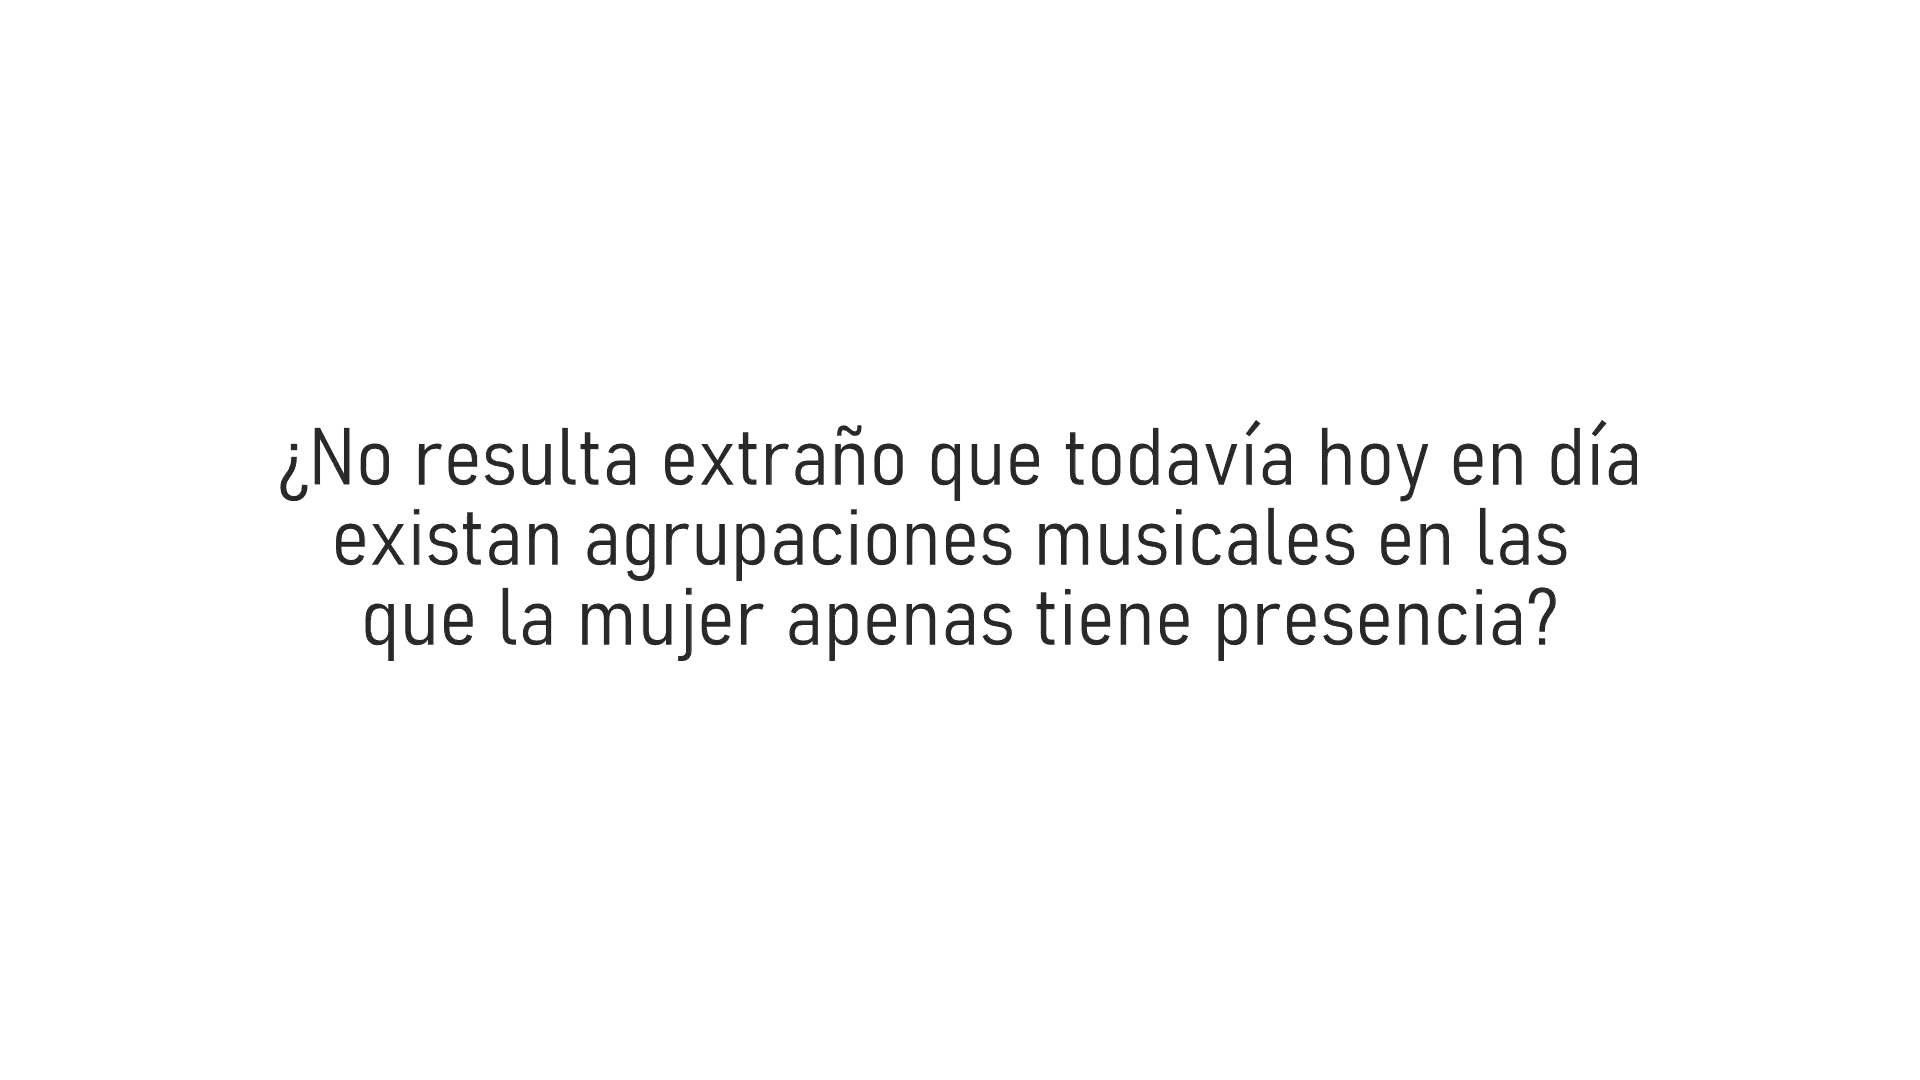 ¿No resulta extraño que todavía hoy en día
existan agrupaciones musicales en las
que la mujer apenas tiene presencia?